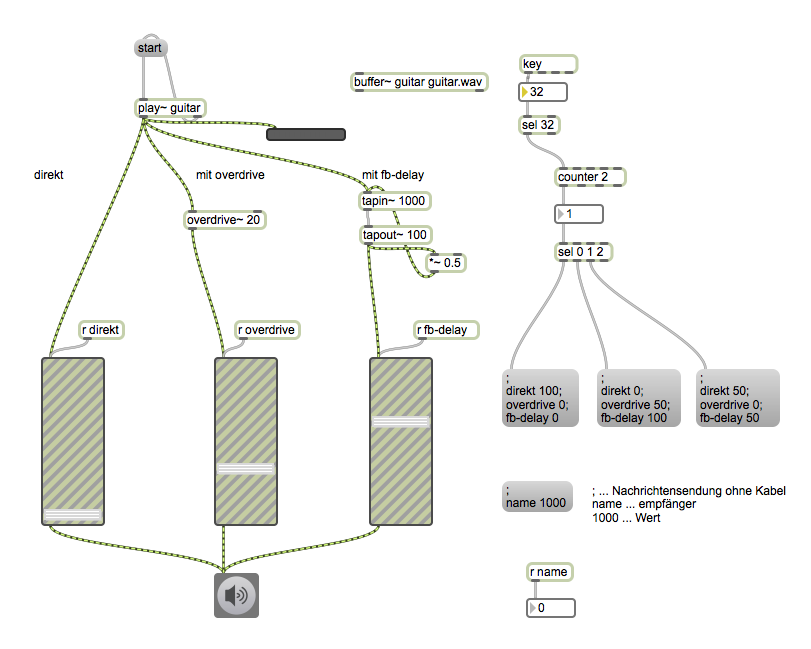 start
play~ guitar
buffer~ guitar guitar.wav
key
32
sel 32
direkt
mit overdrive
mit fb-delay
counter 2
tapin~ 1000
overdrive~ 20
1
tapout~ 100
*~ 0.5
sel 0 1 2
r direkt
r overdrive
r fb-delay
;
direkt 100;
overdrive 0;
fb-delay 0
;
direkt 0;
overdrive 50;
fb-delay 100
;
direkt 50;
overdrive 0;
fb-delay 50
;
name 1000
; ... Nachrichtensendung ohne Kabel
name ... empfänger
1000 ... Wert
r name
0